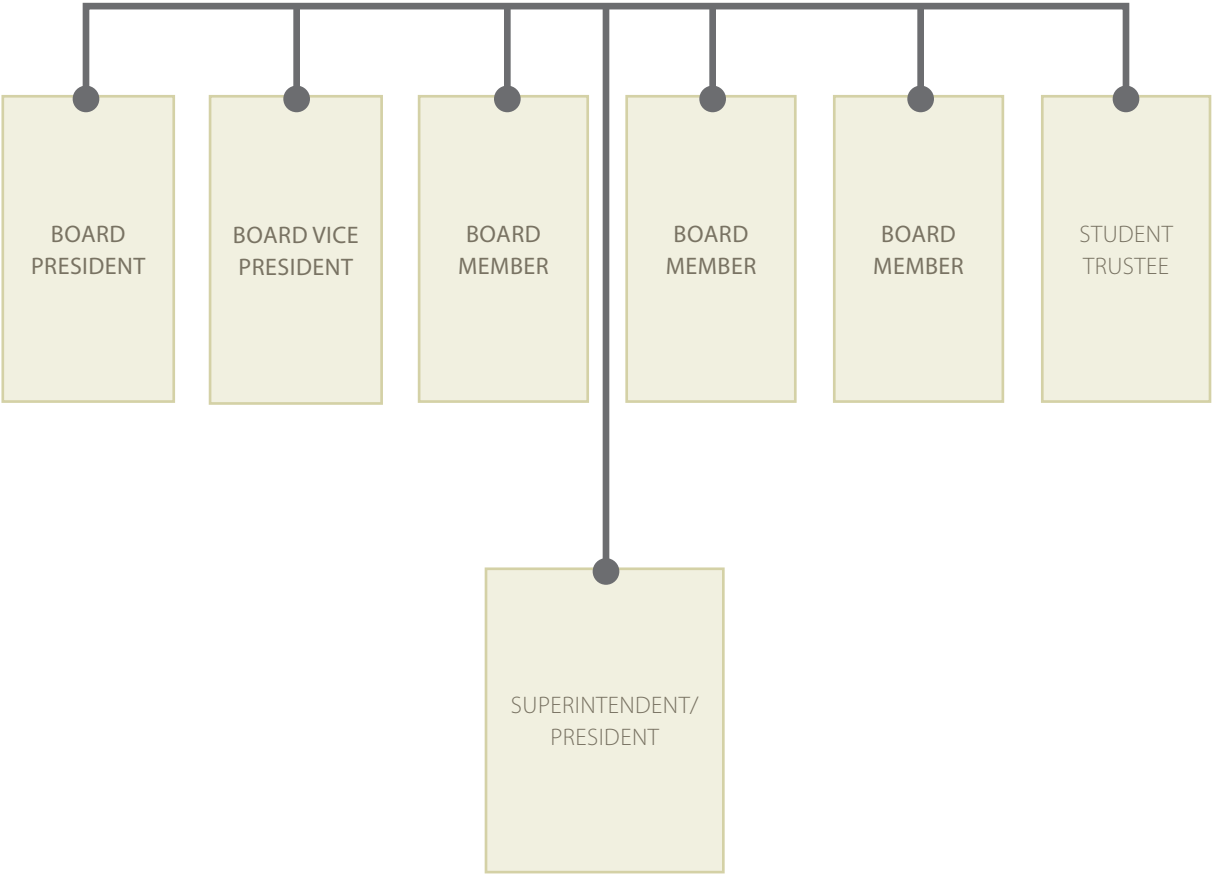 BOARD
PRESIDENT
BOARD VICE
PRESIDENT
BOARD
MEMBER
BOARD
MEMBER
BOARD
MEMBER
STUDENT
TRUSTEE
SUPERINTENDENT/
PRESIDENT